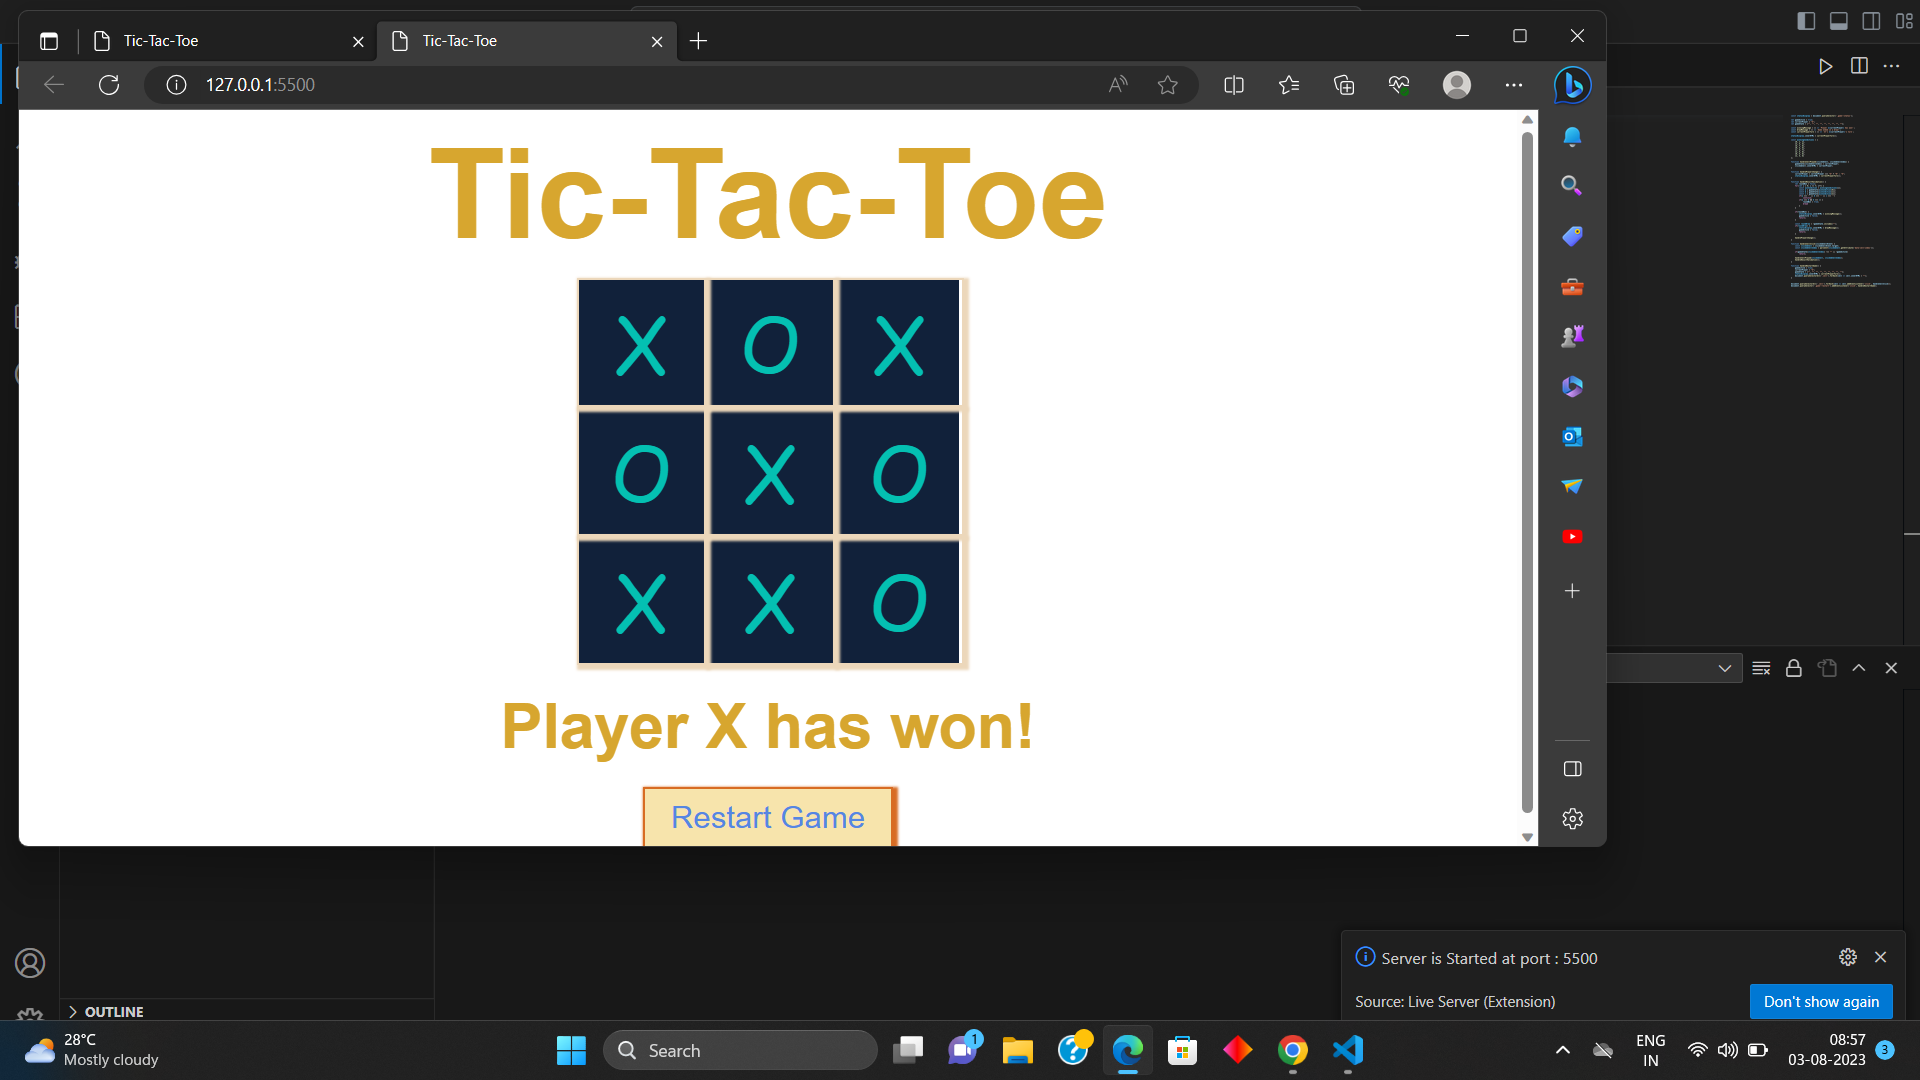 Tic-Tac-Toe
Tic-Tac-Toe
127.0.0.1:5500
Tic-Tac-Toe
X O X
O X O
X X O
Player X has won!
Restart Game
Server is Started at port : 5500
Source: Live Server (Extension)
Don't show again
OUTLINE
28°C
Mostly cloudy
Search
1
ENG
IN
08:57
03-08-2023
3